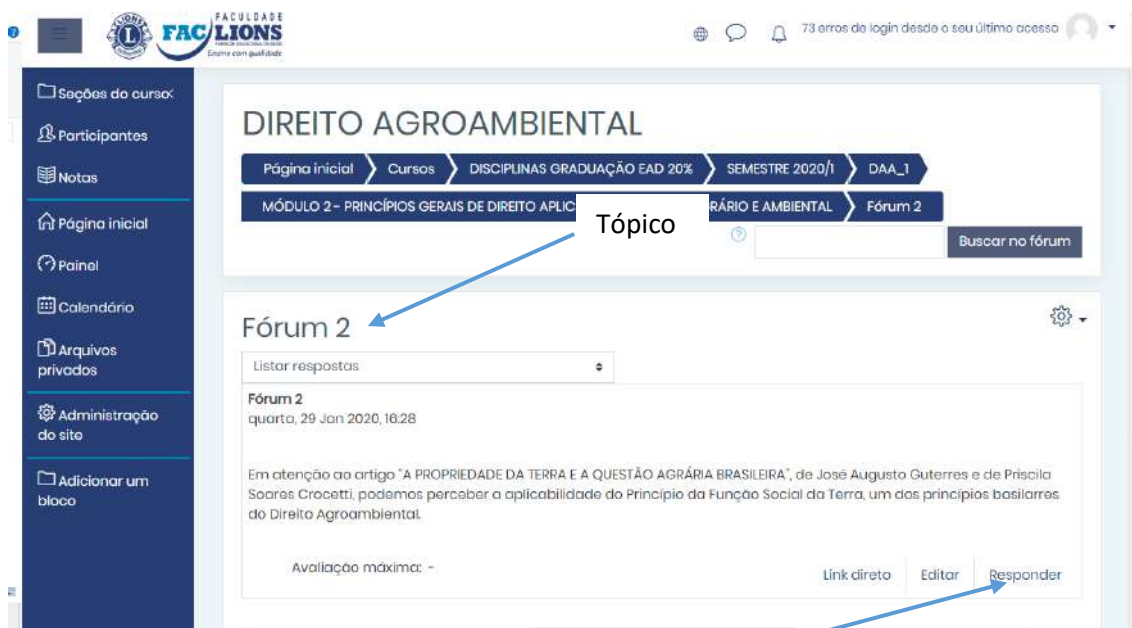 FACULDADE
FAC LIONS
Ensino com qualidade
73 erros de login desde o seu último acesso
Seções do curso
Participantes
Notas
Página inicial
Painel
Calendário
Arquivos
privados
Administração
do site
Adicionar um
bloco
DIREITO AGROAMBIENTAL
Página inicial
Cursos
DISCIPLINAS GRADUAÇÃO EAD 20%
SEMESTRE 2020/1
DAA_1
MÓDULO 2 - PRINCÍPIOS GERAIS DE DIREITO
AMBIENTAL
Fórum 2
Tópico
Buscar no fórum
Fórum 2
Listar respostas
Fórum 2
quarta, 29 Jan 2020, 16:28
Em atenção ao artigo "A PROPRIEDADE DA TERRA E A QUESTÃO AGRÁRIA BRASILEIRA", de José Augusto Guterres e de Priscila
Soares Crocetti, podemos perceber a aplicabilidade do Princípio da Função Social da Terra, um dos princípios basilarres
do Direito Agroambiental.
Avaliação máxima: -
Link direto
Editar
Responder